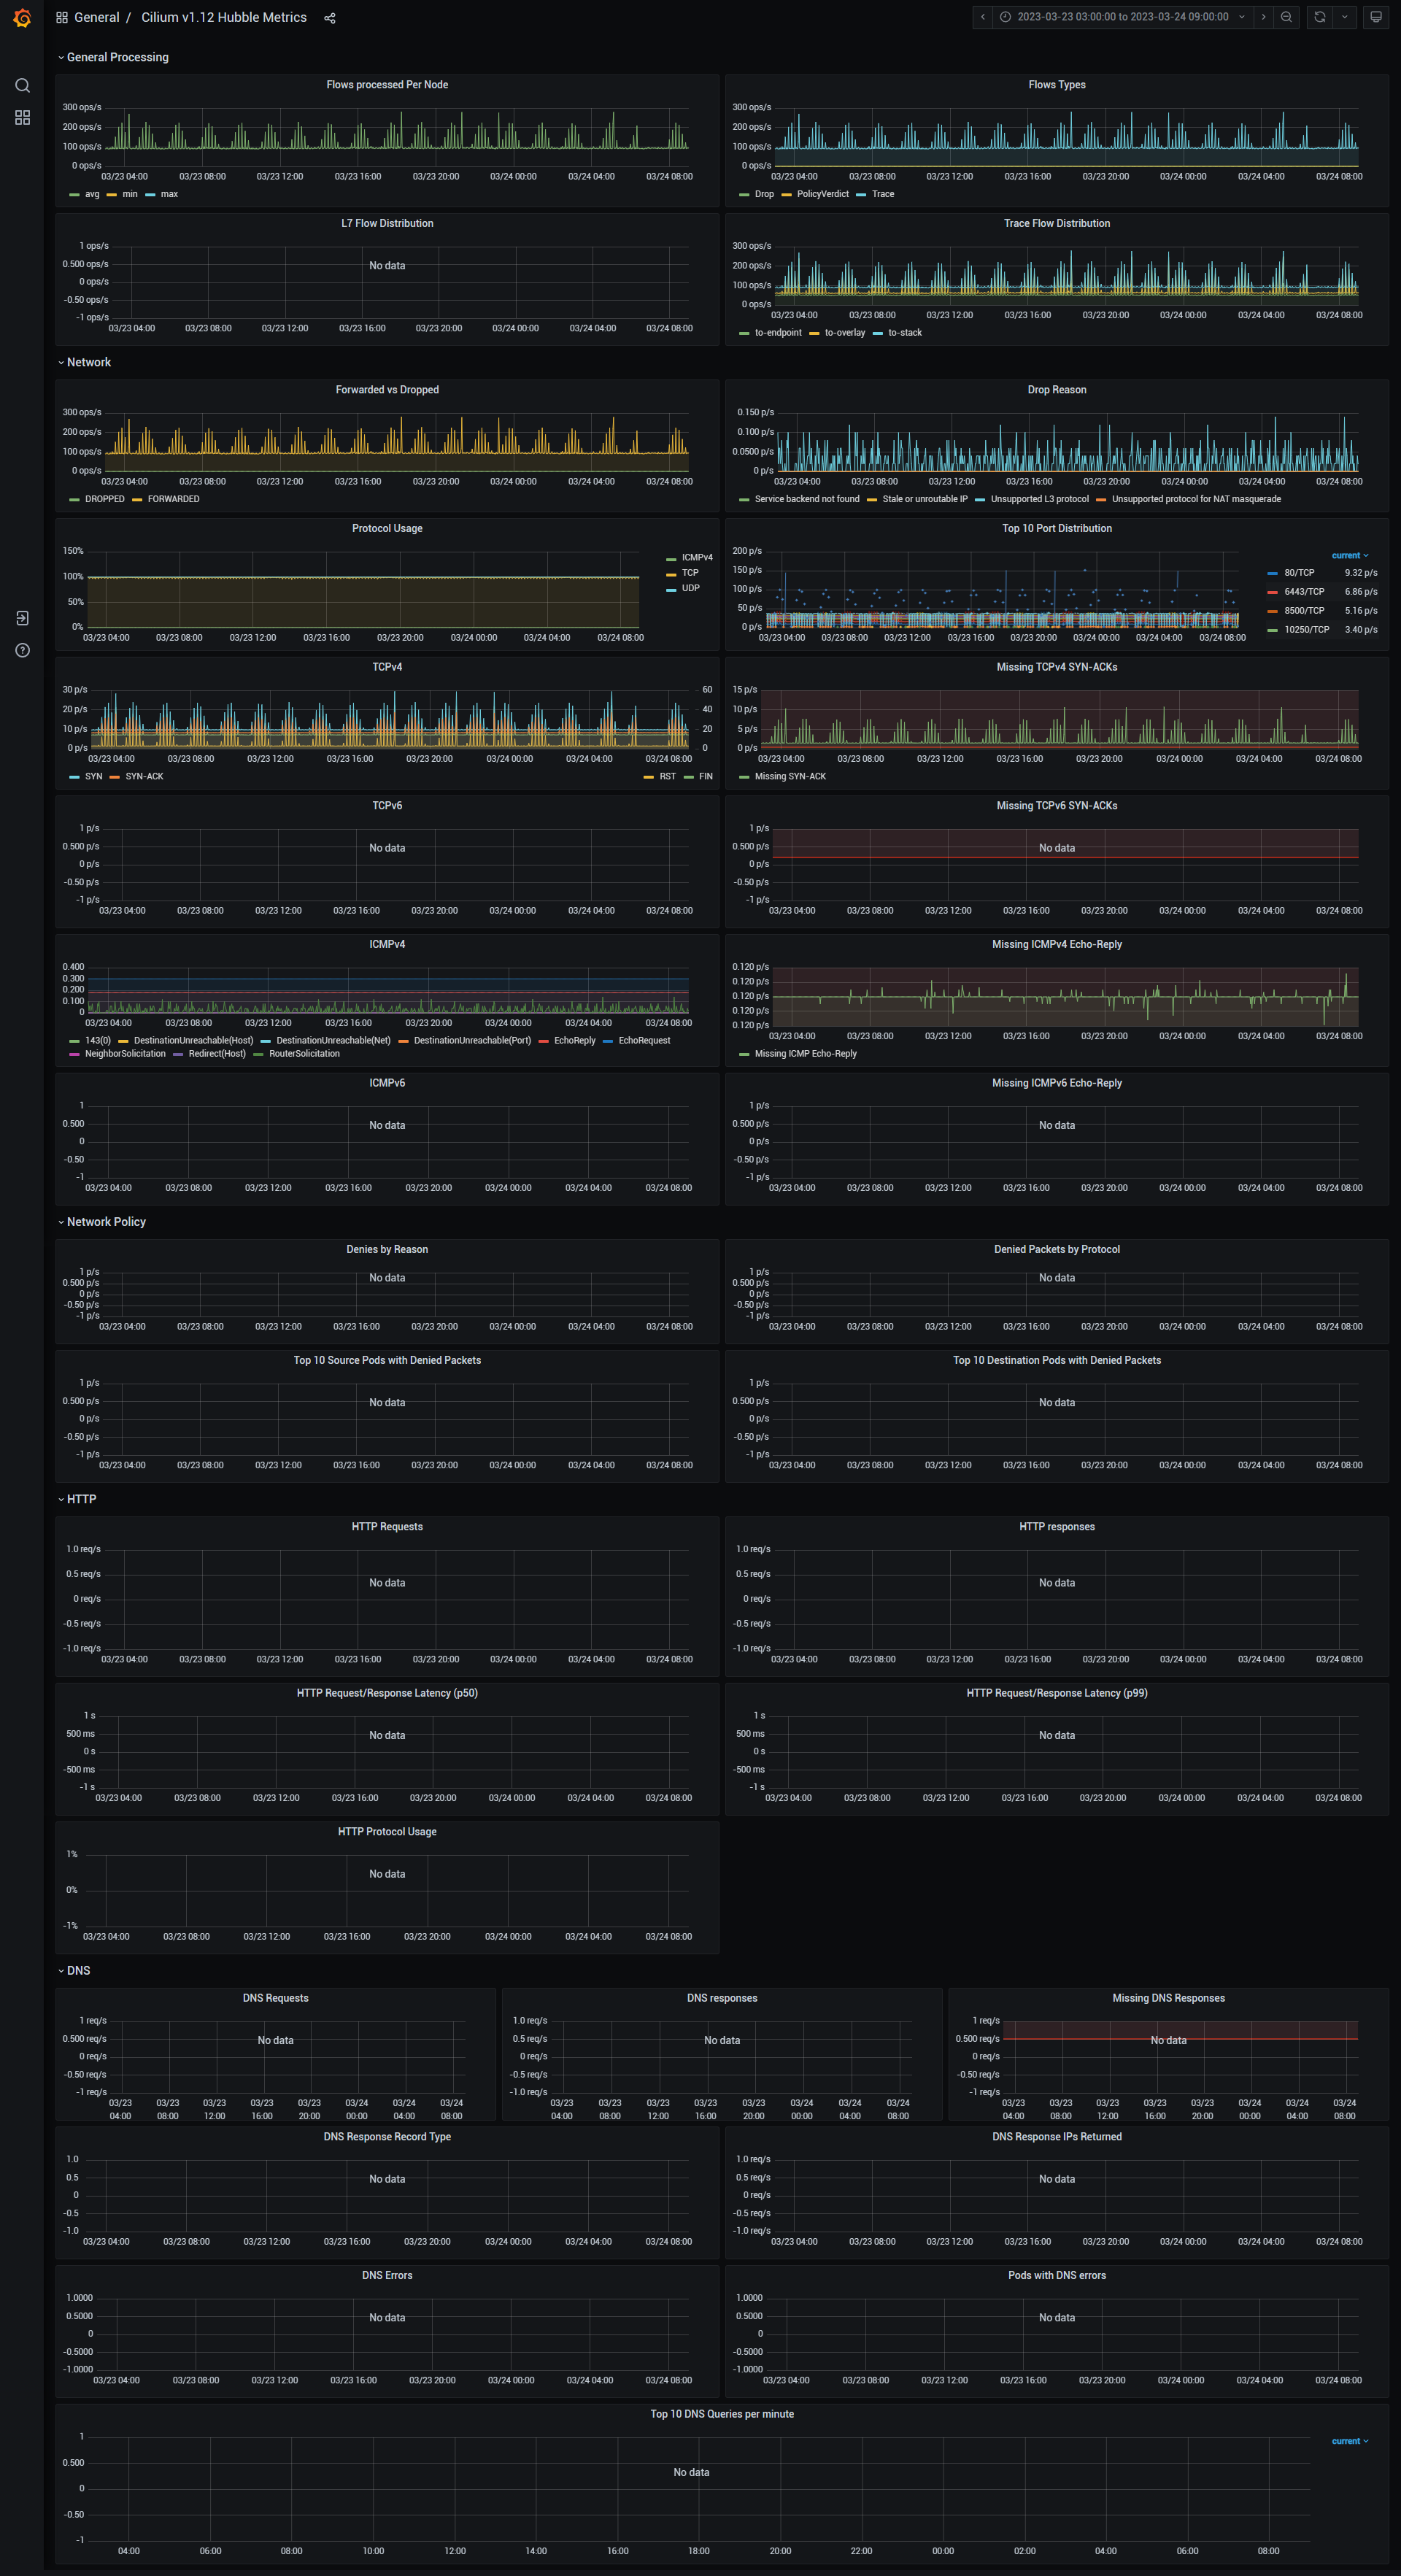 General / Cilium v1.12 Hubble Metrics
2023-03-23 03:00:00 to 2023-03-24 09:00:00
General Processing
Flows processed Per Node
300 ops/s
200 ops/s
100 ops/s
0 ops/s
03/23 04:00 03/23 08:00 03/23 12:00 03/23 16:00 03/23 20:00 03/24 00:00 03/24 04:00 03/24 08:00
avg min max
Flows Types
300 ops/s
200 ops/s
100 ops/s
0 ops/s
03/23 04:00 03/23 08:00 03/23 12:00 03/23 16:00 03/23 20:00 03/24 00:00 03/24 04:00 03/24 08:00
Drop PolicyVerdict Trace
L7 Flow Distribution
1 ops/s
0.500 ops/s
0 ops/s
-0.50 ops/s
-1 ops/s
No data
03/23 04:00 03/23 08:00 03/23 12:00 03/23 16:00 03/23 20:00 03/24 00:00 03/24 04:00 03/24 08:00
Trace Flow Distribution
300 ops/s
200 ops/s
100 ops/s
0 ops/s
03/23 04:00 03/23 08:00 03/23 12:00 03/23 16:00 03/23 20:00 03/24 00:00 03/24 04:00 03/24 08:00
to-endpoint to-overlay to-stack
Network
Forwarded vs Dropped
300 ops/s
200 ops/s
100 ops/s
0 ops/s
03/23 04:00 03/23 08:00 03/23 12:00 03/23 16:00 03/23 20:00 03/24 00:00 03/24 04:00 03/24 08:00
DROPPED FORWARDED
Drop Reason
0.150 p/s
0.100 p/s
0.0500 p/s
0 p/s
03/23 04:00 03/23 08:00 03/23 12:00 03/23 16:00 03/23 20:00 03/24 00:00 03/24 04:00 03/24 08:00
Service backend not found Stale or unroutable IP Unsupported L3 protocol Unsupported protocol for NAT masquerade
Protocol Usage
150%
100%
50%
0%
03/23 04:00 03/23 08:00 03/23 12:00 03/23 16:00 03/23 20:00 03/24 00:00 03/24 04:00 03/24 08:00
ICMPv4
TCP
UDP
Top 10 Port Distribution
200 p/s
150 p/s
100 p/s
50 p/s
0 p/s
03/23 04:00 03/23 08:00 03/23 12:00 03/23 16:00 03/23 20:00 03/24 00:00 03/24 04:00 03/24 08:00
current
80/TCP 9.32 p/s
6443/TCP 6.86 p/s
8500/TCP 5.16 p/s
10250/TCP 3.40 p/s
TCPv4
30 p/s
20 p/s
10 p/s
0 p/s
60
40
20
0
03/23 04:00 03/23 08:00 03/23 12:00 03/23 16:00 03/23 20:00 03/24 00:00 03/24 04:00 03/24 08:00
SYN SYN-ACK RST FIN
Missing TCPv4 SYN-ACKs
15 p/s
10 p/s
5 p/s
0 p/s
03/23 04:00 03/23 08:00 03/23 12:00 03/23 16:00 03/23 20:00 03/24 00:00 03/24 04:00 03/24 08:00
Missing SYN-ACK
TCPv6
1 p/s
0.500 p/s
0 p/s
-0.50 p/s
-1 p/s
No data
03/23 04:00 03/23 08:00 03/23 12:00 03/23 16:00 03/23 20:00 03/24 00:00 03/24 04:00 03/24 08:00
Missing TCPv6 SYN-ACKs
1 p/s
0.500 p/s
0 p/s
-0.50 p/s
-1 p/s
No data
03/23 04:00 03/23 08:00 03/23 12:00 03/23 16:00 03/23 20:00 03/24 00:00 03/24 04:00 03/24 08:00
ICMPv4
0.400
0.300
0.200
0.100
0
03/23 04:00 03/23 08:00 03/23 12:00 03/23 16:00 03/23 20:00 03/24 00:00 03/24 04:00 03/24 08:00
143(0) DestinationUnreachable(Host) DestinationUnreachable(Net) DestinationUnreachable(Port) EchoReply EchoRequest
NeighborSolicitation Redirect(Host) RouterSolicitation
Missing ICMPv4 Echo-Reply
0.120 p/s
0.120 p/s
0.120 p/s
0.120 p/s
0.120 p/s
03/23 04:00 03/23 08:00 03/23 12:00 03/23 16:00 03/23 20:00 03/24 00:00 03/24 04:00 03/24 08:00
Missing ICMP Echo-Reply
ICMPv6
1
0.500
0
-0.50
-1
No data
03/23 04:00 03/23 08:00 03/23 12:00 03/23 16:00 03/23 20:00 03/24 00:00 03/24 04:00 03/24 08:00
Missing ICMPv6 Echo-Reply
1 p/s
0.500 p/s
0 p/s
-0.50 p/s
-1 p/s
No data
03/23 04:00 03/23 08:00 03/23 12:00 03/23 16:00 03/23 20:00 03/24 00:00 03/24 04:00 03/24 08:00
Network Policy
Denies by Reason
1 p/s
0.500 p/s
0 p/s
-0.50 p/s
-1 p/s
No data
03/23 04:00 03/23 08:00 03/23 12:00 03/23 16:00 03/23 20:00 03/24 00:00 03/24 04:00 03/24 08:00
Denied Packets by Protocol
1 p/s
0.500 p/s
0 p/s
-0.50 p/s
-1 p/s
No data
03/23 04:00 03/23 08:00 03/23 12:00 03/23 16:00 03/23 20:00 03/24 00:00 03/24 04:00 03/24 08:00
Top 10 Source Pods with Denied Packets
1 p/s
0.500 p/s
0 p/s
-0.50 p/s
-1 p/s
No data
03/23 04:00 03/23 08:00 03/23 12:00 03/23 16:00 03/23 20:00 03/24 00:00 03/24 04:00 03/24 08:00
Top 10 Destination Pods with Denied Packets
1 p/s
0.500 p/s
0 p/s
-0.50 p/s
-1 p/s
No data
03/23 04:00 03/23 08:00 03/23 12:00 03/23 16:00 03/23 20:00 03/24 00:00 03/24 04:00 03/24 08:00
HTTP
HTTP Requests
1.0 req/s
0.5 req/s
0 req/s
-0.5 req/s
-1.0 req/s
No data
03/23 04:00 03/23 08:00 03/23 12:00 03/23 16:00 03/23 20:00 03/24 00:00 03/24 04:00 03/24 08:00
HTTP responses
1.0 req/s
0.5 req/s
0 req/s
-0.5 req/s
-1.0 req/s
No data
03/23 04:00 03/23 08:00 03/23 12:00 03/23 16:00 03/23 20:00 03/24 00:00 03/24 04:00 03/24 08:00
HTTP Request/Response Latency (p50)
1 s
500 ms
0 s
-500 ms
-1 s
No data
03/23 04:00 03/23 08:00 03/23 12:00 03/23 16:00 03/23 20:00 03/24 00:00 03/24 04:00 03/24 08:00
HTTP Request/Response Latency (p99)
1 s
500 ms
0 s
-500 ms
-1 s
No data
03/23 04:00 03/23 08:00 03/23 12:00 03/23 16:00 03/23 20:00 03/24 00:00 03/24 04:00 03/24 08:00
HTTP Protocol Usage
1%
0%
-1%
No data
03/23 04:00 03/23 08:00 03/23 12:00 03/23 16:00 03/23 20:00 03/24 00:00 03/24 04:00 03/24 08:00
DNS
DNS Requests
1 req/s
0.500 req/s
0 req/s
-0.50 req/s
-1 req/s
No data
03/23 03/23 03/23 03/23 03/23 03/24 03/24 03/24
04:00 08:00 12:00 16:00 20:00 00:00 04:00 08:00
DNS responses
1.0 req/s
0.5 req/s
0 req/s
-0.5 req/s
-1.0 req/s
No data
03/23 03/23 03/23 03/23 03/23 03/24 03/24 03/24
04:00 08:00 12:00 16:00 20:00 00:00 04:00 08:00
Missing DNS Responses
1 req/s
0.500 req/s
0 req/s
-0.50 req/s
-1 req/s
No data
03/23 03/23 03/23 03/23 03/23 03/24 03/24 03/24
04:00 08:00 12:00 16:00 20:00 00:00 04:00 08:00
DNS Response Record Type
1.0
0.5
0
-0.5
-1.0
No data
03/23 04:00 03/23 08:00 03/23 12:00 03/23 16:00 03/23 20:00 03/24 00:00 03/24 04:00 03/24 08:00
DNS Response IPs Returned
1.0 req/s
0.5 req/s
0 req/s
-0.5 req/s
-1.0 req/s
No data
03/23 04:00 03/23 08:00 03/23 12:00 03/23 16:00 03/23 20:00 03/24 00:00 03/24 04:00 03/24 08:00
DNS Errors
1.0000
0.5000
0
-0.5000
-1.0000
No data
03/23 04:00 03/23 08:00 03/23 12:00 03/23 16:00 03/23 20:00 03/24 00:00 03/24 04:00 03/24 08:00
Pods with DNS errors
1.0000
0.5000
0
-0.5000
-1.0000
No data
03/23 04:00 03/23 08:00 03/23 12:00 03/23 16:00 03/23 20:00 03/24 00:00 03/24 04:00 03/24 08:00
Top 10 DNS Queries per minute
1
0.500
0
-0.50
-1
No data
current
04:00 06:00 08:00 10:00 12:00 14:00 16:00 18:00 20:00 22:00 00:00 02:00 04:00 06:00 08:00